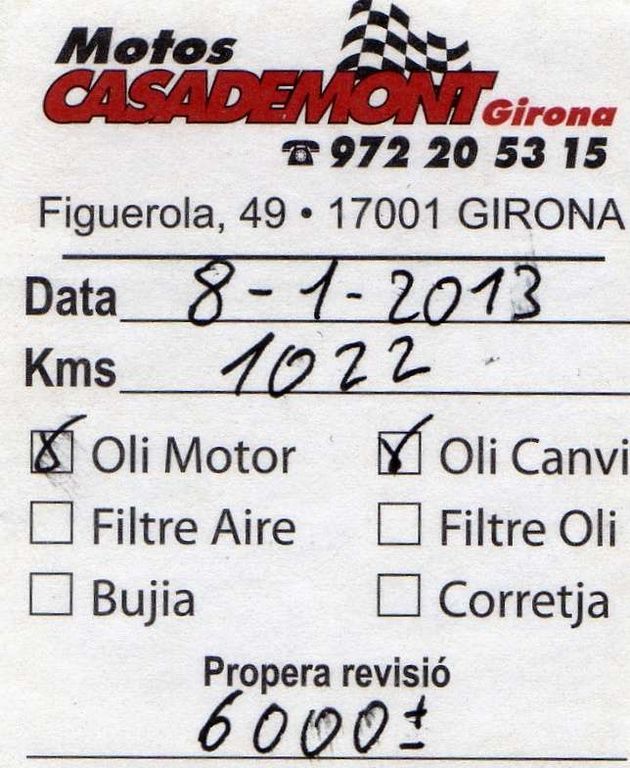 Motos
CASADEMONT Girona
☎ 972 20 53 15
Figuerola, 49 • 17001 GIRONA
Data 8-1-2013
Kms 1022
Oli Motor Oli Canvi
Filtre Aire Filtre Oli
Bujia Corretja
Propera revisió
6000 ±